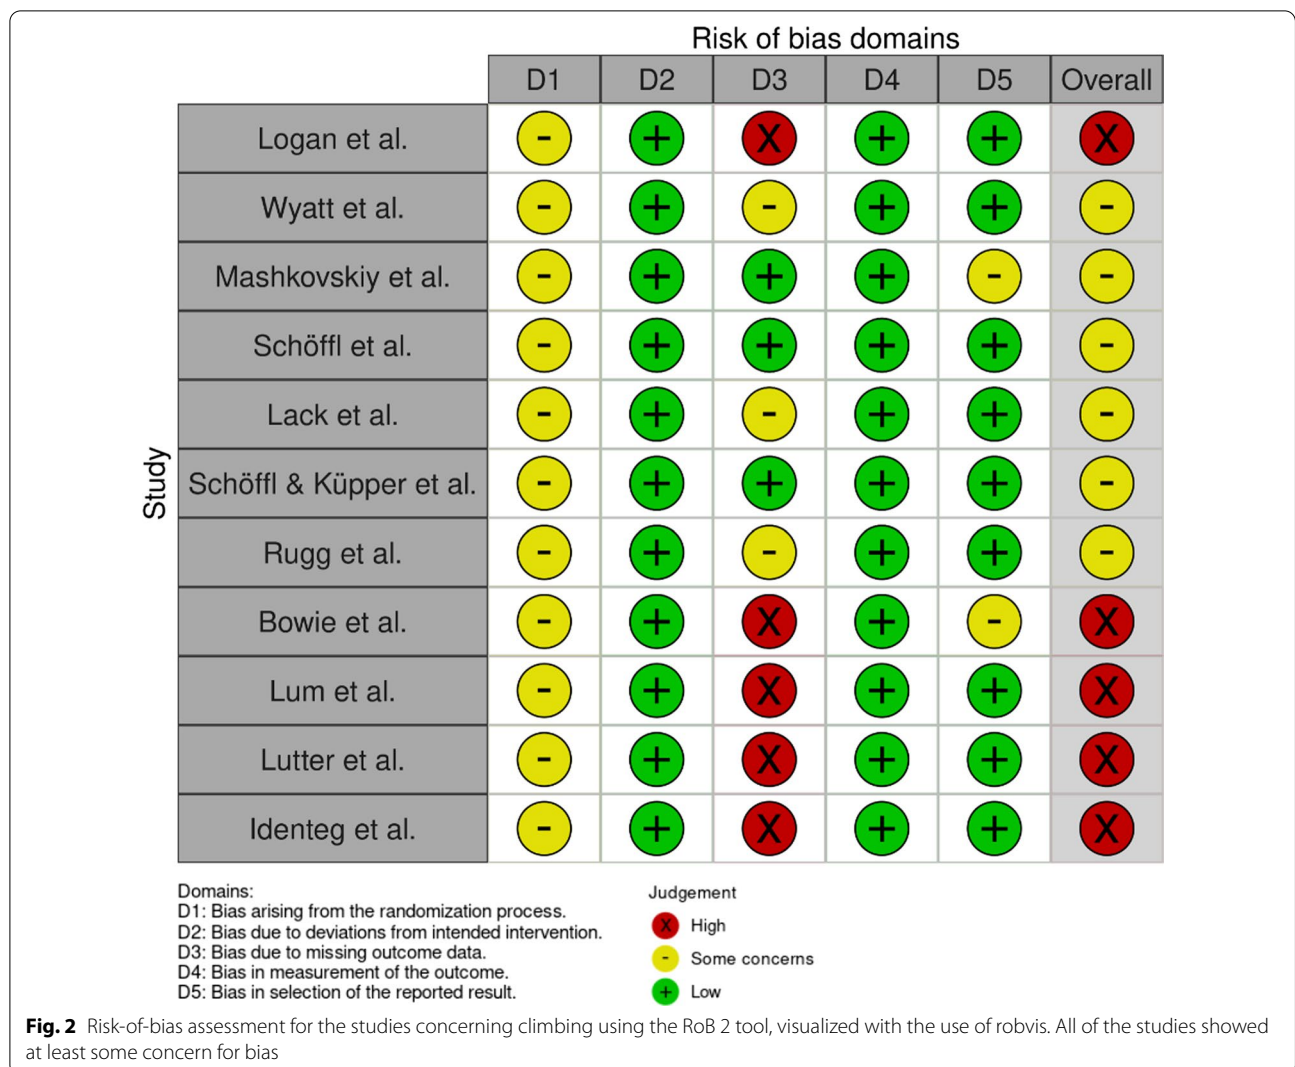 Risk of bias domains
D1 D2 D3 D4 D5 Overall
Study
Logan et al. - + X + + X
Wyatt et al. - + - + + -
Mashkovskiy et al. - + + + - -
Schöffl et al. - + + + + -
Lack et al. - + - + + -
Schöffl & Küpper et al. - + + + + -
Rugg et al. - + - + + -
Bowie et al. - + X + - X
Lum et al. - + X + + X
Lutter et al. - + X + + X
Identeg et al. - + X + + X
Domains:
D1: Bias arising from the randomization process.
D2: Bias due to deviations from intended intervention.
D3: Bias due to missing outcome data.
D4: Bias in measurement of the outcome.
D5: Bias in selection of the reported result.
Judgement
X High
- Some concerns
+ Low
Fig. 2 Risk-of-bias assessment for the studies concerning climbing using the RoB 2 tool, visualized with the use of robvis. All of the studies showed
at least some concern for bias